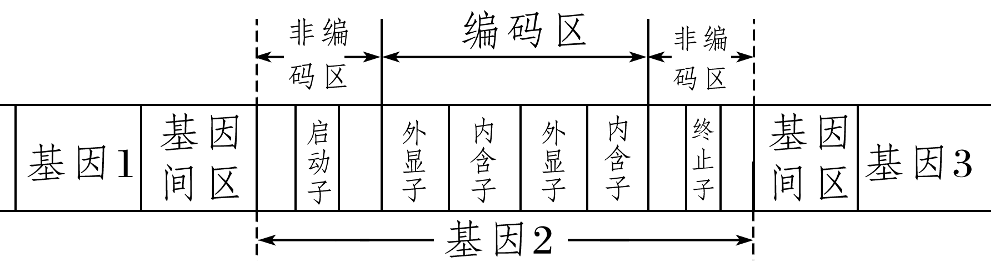 非编码区
编码区
非编码区
基因1
基因间区
启动子
外显子
内含子
外显子
内含子
终止子
基因间区
基因3
基因2